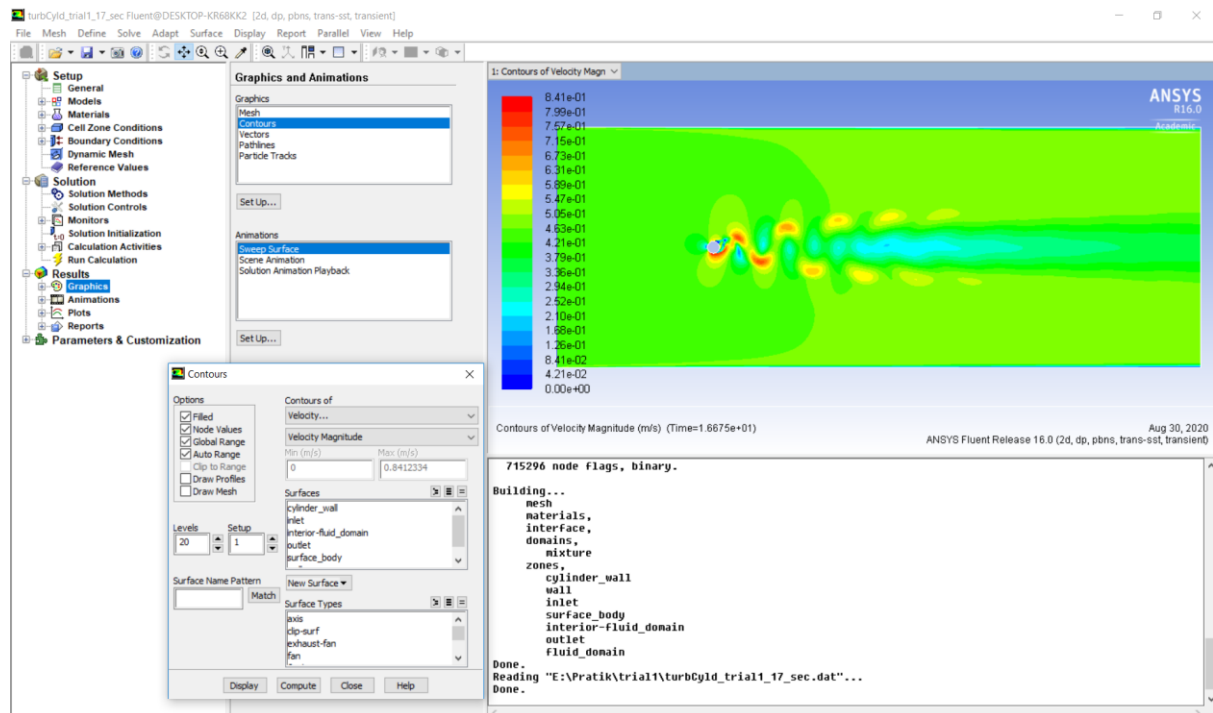 turbCyld_trial1_17_sec Fluent@DESKTOP-KR68KK2 [2d, dp, pbns, trans-sst, transient]
File Mesh Define Solve Adapt Surface Display Report Parallel View Help
Setup
General
Models
Materials
Cell Zone Conditions
Boundary Conditions
Dynamic Mesh
Reference Values
Solution
Solution Methods
Solution Controls
Monitors
Solution Initialization
Calculation Activities
Run Calculation
Results
Graphics
Animations
Plots
Reports
Parameters & Customization
Graphics and Animations
Graphics
Mesh
Contours
Vectors
Pathlines
Particle Tracks
Set Up...
Animations
Sweep Surface
Scene Animation
Solution Animation Playback
Set Up...
1: Contours of Velocity Magn
8.41e-01
7.99e-01
7.57e-01
7.15e-01
6.73e-01
6.31e-01
5.89e-01
5.47e-01
5.05e-01
4.63e-01
4.21e-01
3.79e-01
3.36e-01
2.94e-01
2.52e-01
2.10e-01
1.68e-01
1.26e-01
8.41e-02
4.21e-02
0.00e+00
ANSYS
R16.0
Academic
Contours of Velocity Magnitude (m/s) (Time=1.6675e+01)
Aug 30, 2020
ANSYS Fluent Release 16.0 (2d, dp, pbns, trans-sst, transient)
Contours
Options
Filled
Node Values
Global Range
Auto Range
Clip to Range
Draw Profiles
Draw Mesh
Levels
20
Setup
1
Surface Name Pattern
Match
Contours of
Velocity...
Velocity Magnitude
Min (m/s)
Max (m/s)
0
0.8412334
Surfaces
cylinder_wall
inlet
interior-fluid_domain
outlet
surface_body
New Surface
Surface Types
axis
clip-surf
exhaust-fan
fan
Display
Compute
Close
Help
715296 node flags, binary.
Building...
mesh
materials,
interface,
domains,
mixture
zones,
cylinder_wall
wall
inlet
surface_body
interior-fluid_domain
outlet
fluid_domain
Done.
Reading "E:\Pratik\trial1\turbCyld_trial1_17_sec.dat"...
Done.